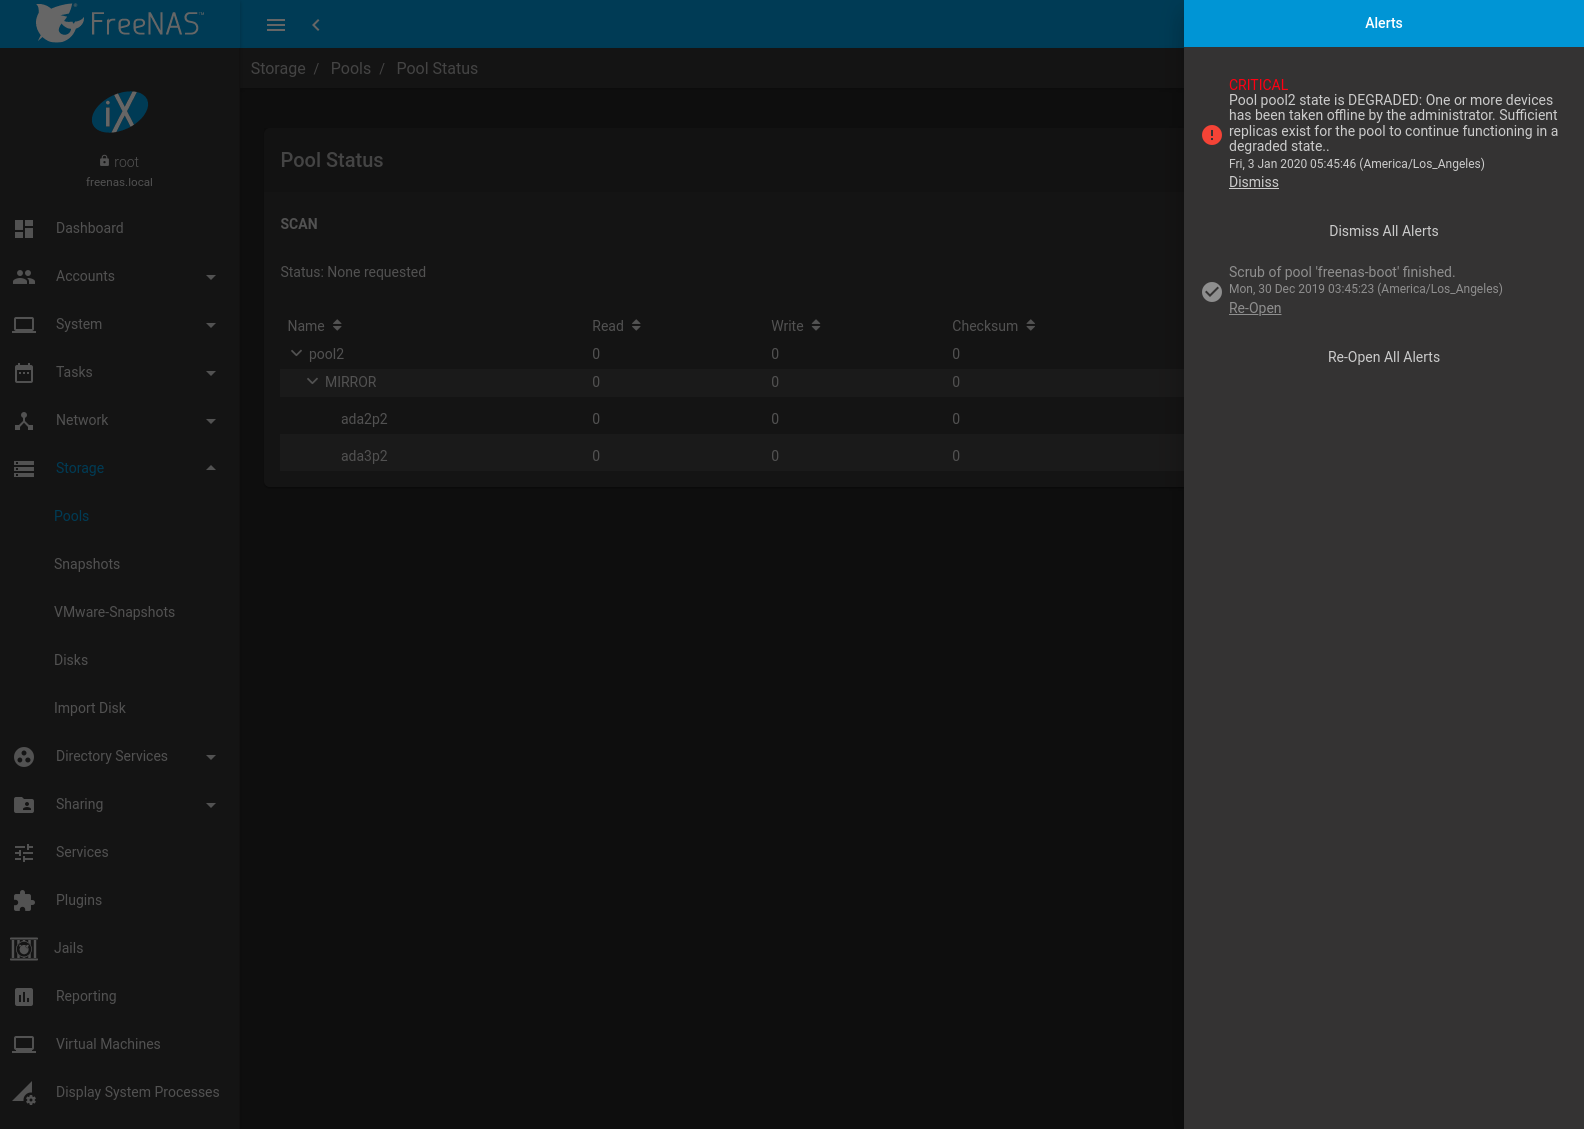 FreeNAS™
iX
root
freenas.local
Dashboard
Accounts
System
Tasks
Network
Storage
Pools
Snapshots
VMware-Snapshots
Disks
Import Disk
Directory Services
Sharing
Services
Plugins
Jails
Reporting
Virtual Machines
Display System Processes
Storage / Pools / Pool Status
Pool Status
SCAN
Status: None requested
Name Read Write Checksum
pool2 0 0 0
MIRROR 0 0 0
ada2p2 0 0 0
ada3p2 0 0 0
Alerts
CRITICAL
Pool pool2 state is DEGRADED: One or more devices
has been taken offline by the administrator. Sufficient
replicas exist for the pool to continue functioning in a
degraded state..
Fri, 3 Jan 2020 05:45:46 (America/Los_Angeles)
Dismiss
Dismiss All Alerts
Scrub of pool 'freenas-boot' finished.
Mon, 30 Dec 2019 03:45:23 (America/Los_Angeles)
Re-Open
Re-Open All Alerts